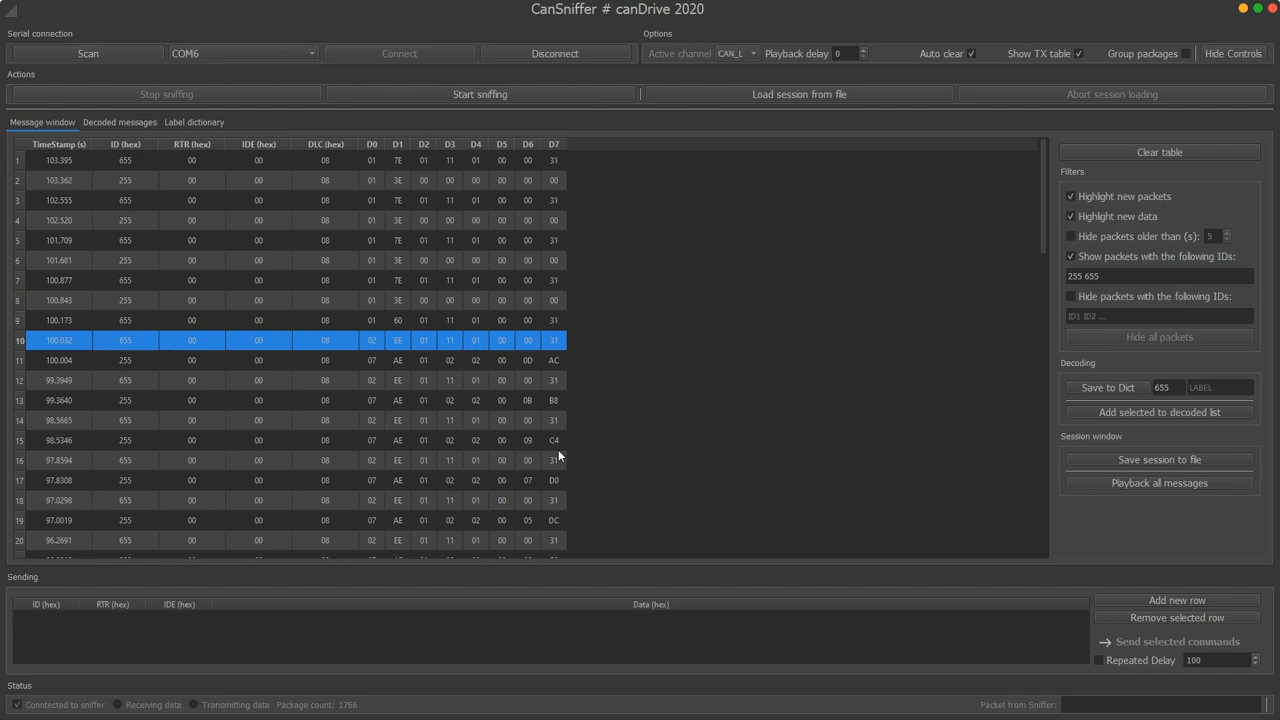 CanSniffer # canDrive 2020
Serial connection
Options
Scan COM6 Connect Disconnect Active channel CAN_L Playback delay 0 Auto clear Show TX table Group packages Hide Controls
Actions
Stop sniffing Start sniffing Load session from file Abort session loading
Message window Decoded messages Label dictionary
TimeStamp (s) ID (hex) RTR (hex) IDE (hex) DLC (hex) D0 D1 D2 D3 D4 D5 D6 D7
1 103.395 655 00 00 08 01 7E 01 11 01 00 00 31
2 103.362 255 00 00 08 01 3E 00 00 00 00 00 00
3 102.555 655 00 00 08 01 7E 01 11 01 00 00 31
4 102.520 255 00 00 08 01 3E 00 00 00 00 00 00
5 101.709 655 00 00 08 01 7E 01 11 01 00 00 31
6 101.681 255 00 00 08 01 3E 00 00 00 00 00 00
7 100.877 655 00 00 08 01 7E 01 11 01 00 00 31
8 100.843 255 00 00 08 01 3E 00 00 00 00 00 00
9 100.173 655 00 00 08 01 60 01 11 01 00 00 31
10 100.032 655 00 00 08 02 EE 01 11 01 00 00 31
11 100.004 255 00 00 08 07 AE 01 02 02 00 0D AC
12 99.3949 655 00 00 08 02 EE 01 11 01 00 00 31
13 99.3640 255 00 00 08 07 AE 01 02 02 00 0B B8
14 98.5665 655 00 00 08 02 EE 01 11 01 00 00 31
15 98.5346 255 00 00 08 07 AE 01 02 02 00 09 C4
16 97.8594 655 00 00 08 02 EE 01 11 01 00 00 31
17 97.8308 255 00 00 08 07 AE 01 02 02 00 07 D0
18 97.0298 655 00 00 08 02 EE 01 11 01 00 00 31
19 97.0019 255 00 00 08 07 AE 01 02 02 00 05 DC
20 96.2691 655 00 00 08 02 EE 01 11 01 00 00 31
Clear table
Filters
Highlight new packets
Highlight new data
Hide packets older than (s): 5
Show packets with the following IDs:
255 655
Hide packets with the following IDs:
ID1 ID2 ...
Hide all packets
Decoding
Save to Dict 655 LABEL
Add selected to decoded list
Session window
Save session to file
Playback all messages
Sending
ID (hex) RTR (hex) IDE (hex) Data (hex)
Add new row
Remove selected row
Send selected commands
Repeated Delay 100
Status
Conntected to sniffer Receiving data Transmitting data Package count: 1766 Packet from Sniffer: